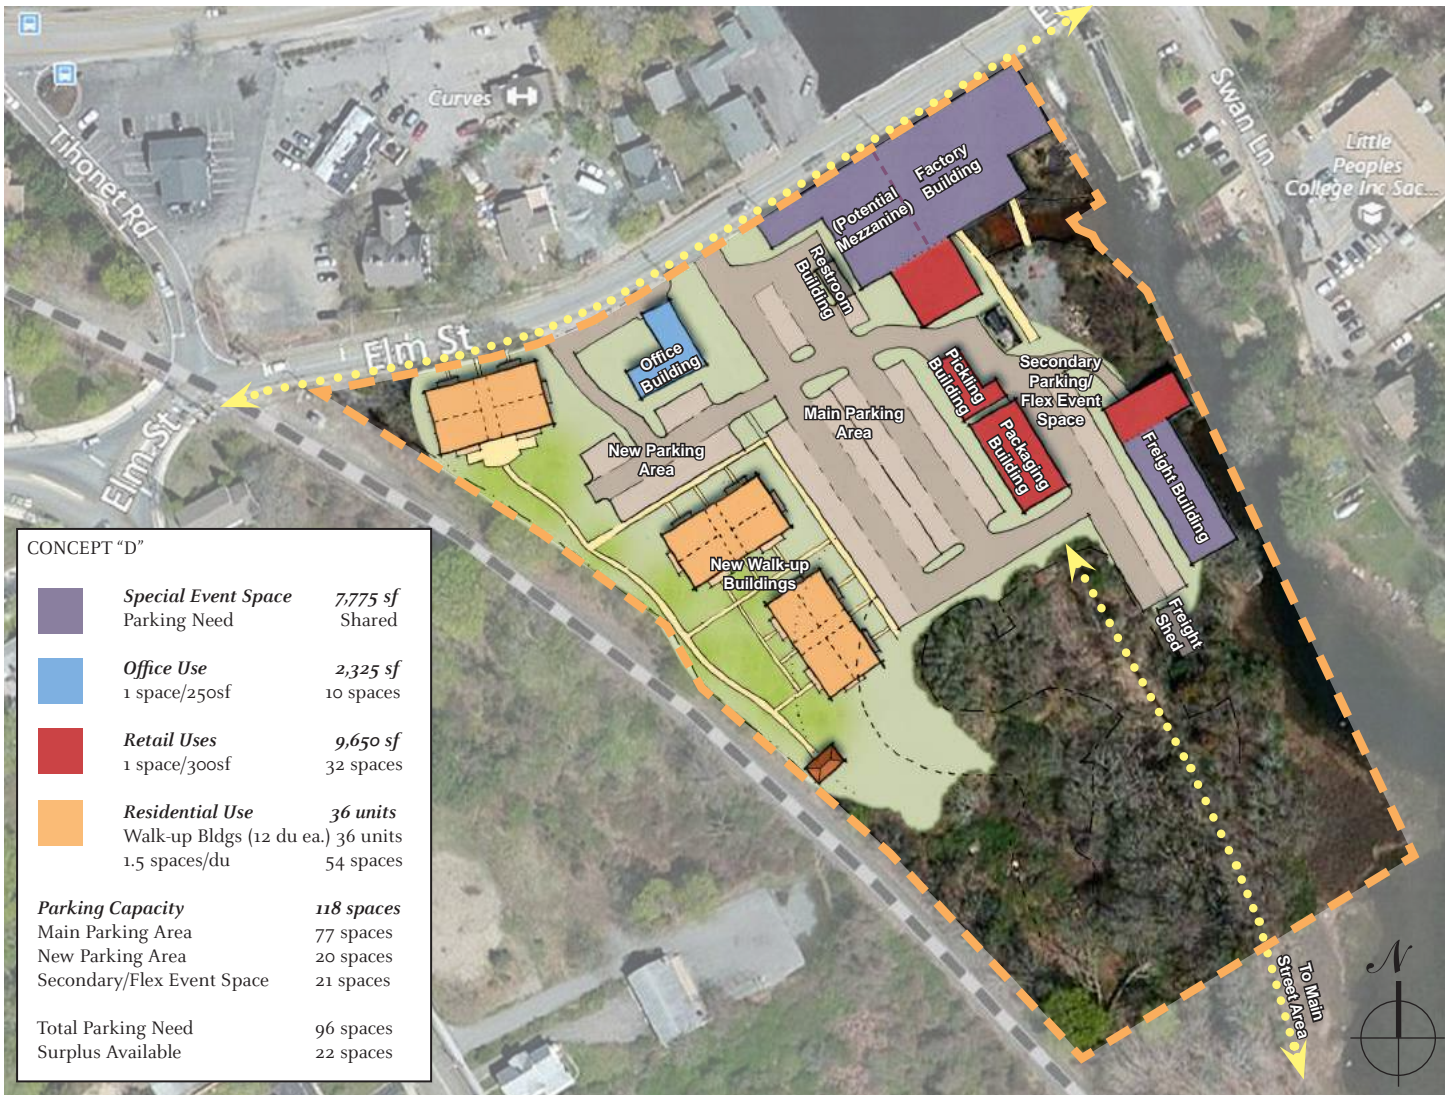 Curves
Tihonet Rd
Swan Ln
Little
Peoples
College Inc Sac...
Factory
Building
(Potential
Mezzanine)
Restroom
Building
Elm St
Office
Building
Pickling
Building
Secondary
Parking/
Flex Event
Space
Main Parking
Area
Packaging
Building
New Parking
Area
Freight Building
Elm St
New Walk-up
Buildings
Freight
Shed
To Main
Street Area
N
CONCEPT “D”
Special Event Space 7,775 sf
Parking Need Shared
Office Use 2,325 sf
1 space/250sf 10 spaces
Retail Uses 9,650 sf
1 space/300sf 32 spaces
Residential Use 36 units
Walk-up Bldgs (12 du ea.) 36 units
1.5 spaces/du 54 spaces
Parking Capacity 118 spaces
Main Parking Area 77 spaces
New Parking Area 20 spaces
Secondary/Flex Event Space 21 spaces
Total Parking Need 96 spaces
Surplus Available 22 spaces